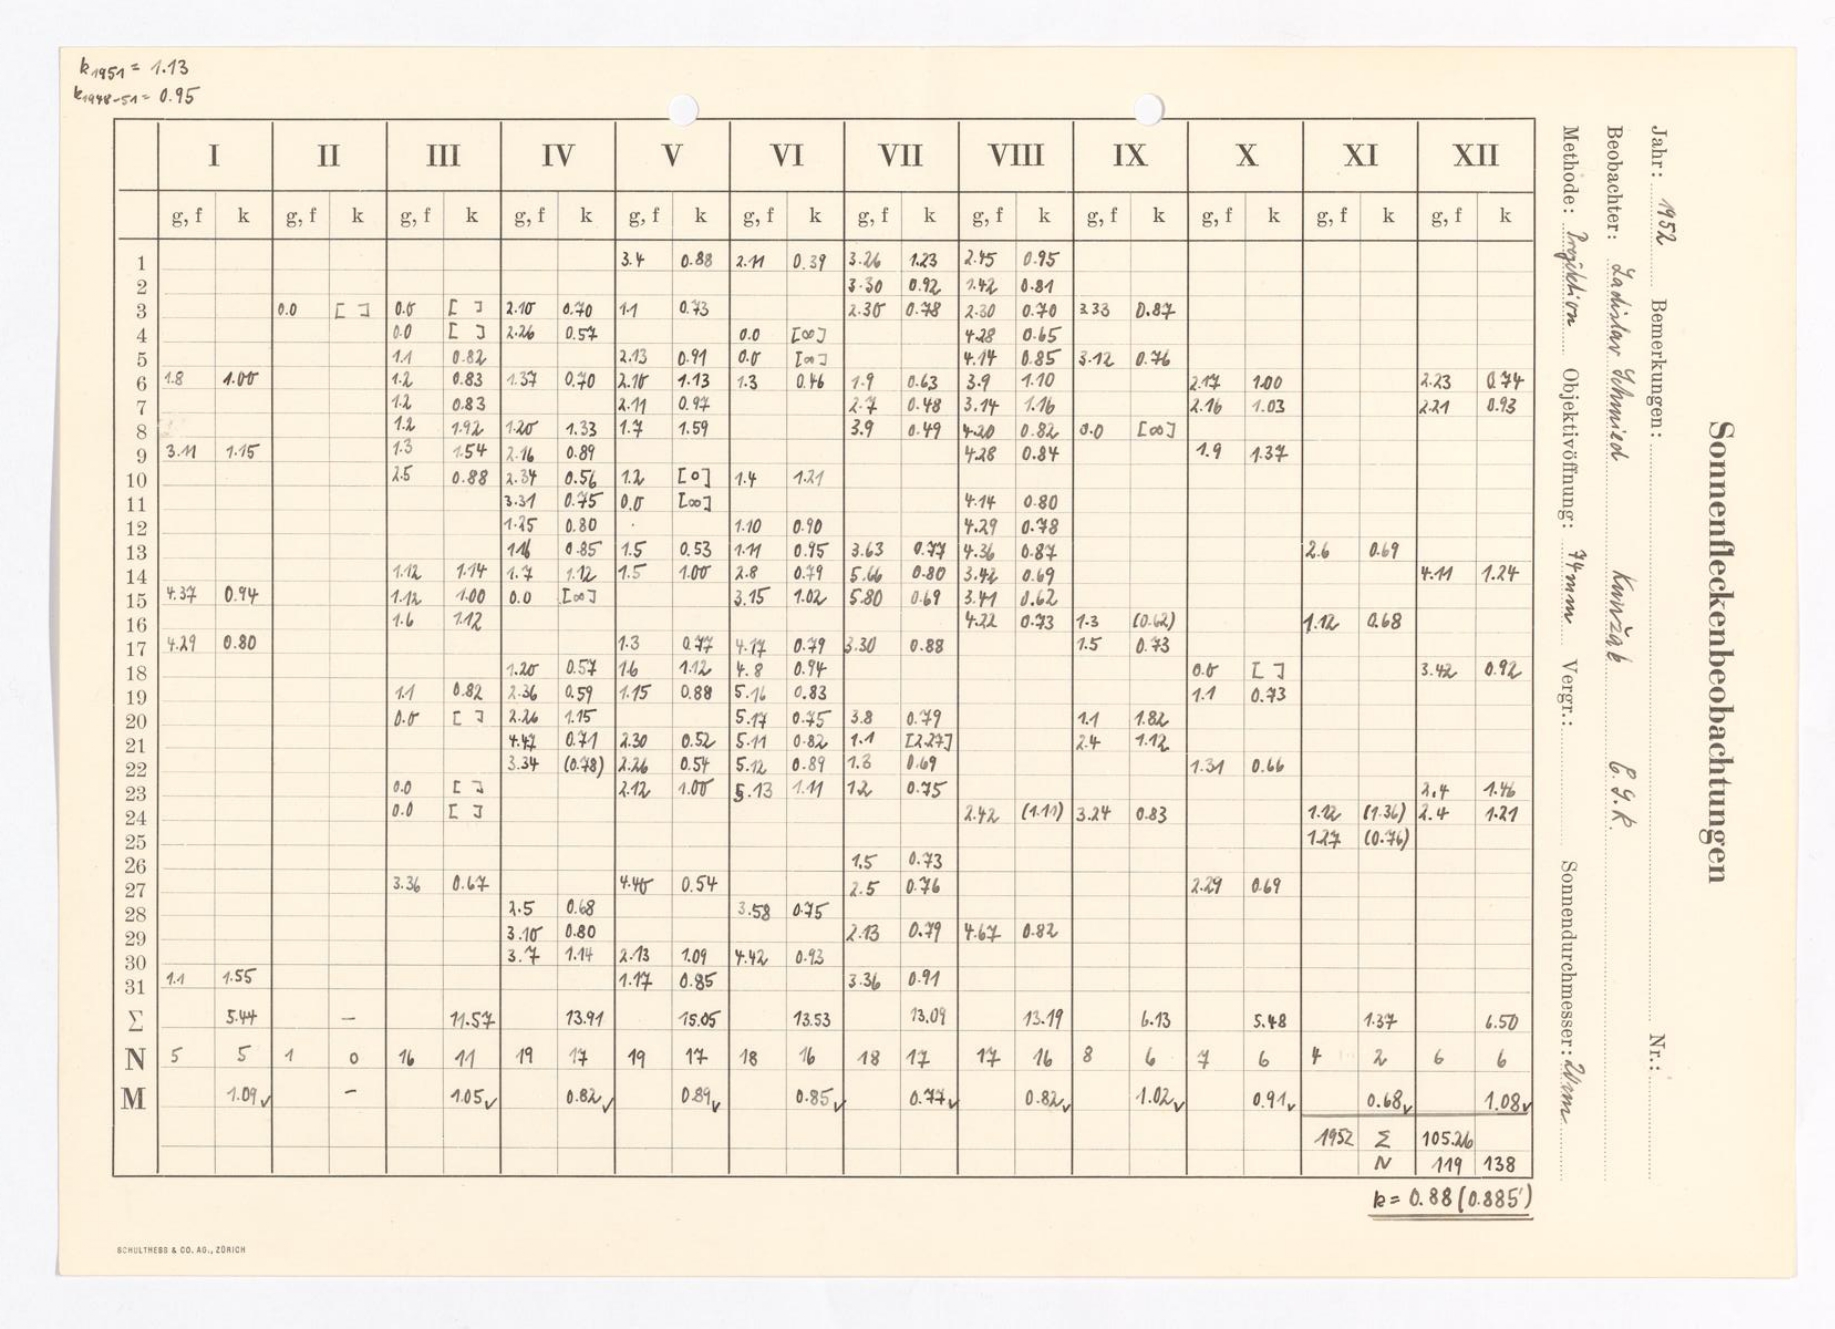 k1951 = 1.13
k1948-51 = 0.95
I II III IV V VI VII VIII IX X XI XII
g, f k g, f k g, f k g, f k g, f k g, f k g, f k g, f k g, f k g, f k g, f k g, f k
1 3.4 0.88 2.11 0.39 3.26 1.23 2.45 0.95
2 3.30 0.92 1.42 0.81
3 0.0 [ ] 0.0 [ ] 2.10 0.70 1.1 0.73 2.30 0.78 2.30 0.70 3.33 0.87
4 0.0 [ ] 2.26 0.57 0.0 [∞] 4.28 0.65
5 1.1 0.82 2.13 0.91 0.0 [∞] 4.14 0.85 3.12 0.76
6 1.8 1.00 1.2 0.83 1.37 0.70 2.10 1.13 1.3 0.46 1.9 0.63 3.9 1.10 2.17 1.00 2.23 0.74
7 1.2 0.83 2.11 0.97 2.7 0.48 3.14 1.16 2.16 1.03 2.21 0.93
8 1.2 1.92 1.20 1.33 1.7 1.59 3.9 0.49 4.20 0.82 0.0 [∞]
9 3.11 1.15 1.3 1.54 2.16 0.89 4.28 0.84 1.9 1.37
10 2.5 0.88 2.34 0.56 1.2 [0] 1.4 1.21
11 3.31 0.75 0.0 [∞] 4.14 0.80
12 1.25 0.80 1.10 0.90 4.29 0.78
13 1.16 0.85 1.5 0.53 1.11 0.95 3.63 0.77 4.36 0.87 2.6 0.69
14 1.12 1.14 1.7 1.12 1.5 1.00 2.8 0.79 5.66 0.80 3.42 0.69 4.11 1.24
15 4.37 0.94 1.12 1.00 0.0 [∞] 3.15 1.02 5.80 0.69 3.41 0.62
16 1.6 1.12 4.22 0.73 1.3 (0.62) 1.12 0.68
17 4.29 0.80 1.3 0.77 4.17 0.79 3.30 0.88 1.5 0.73
18 1.20 0.57 1.6 1.12 4.8 0.94 0.0 [ ] 3.42 0.92
19 1.1 0.82 2.36 0.59 1.15 0.88 5.16 0.83 1.1 0.73
20 0.0 [ ] 2.26 1.15 5.17 0.75 3.8 0.79 1.1 1.82
21 4.47 0.71 2.30 0.52 5.11 0.82 1.1 [2.27] 2.4 1.12
22 3.34 (0.78) 2.26 0.54 5.12 0.89 1.3 0.69 1.31 0.66
23 0.0 [ ] 2.12 1.00 5.13 1.11 1.2 0.75 2.4 1.46
24 0.0 [ ] 2.42 (1.11) 3.24 0.83 1.12 (1.36) 2.4 1.21
25 1.27 (0.76)
26 1.5 0.73
27 3.36 0.67 4.40 0.54 2.5 0.76 2.29 0.69
28 2.5 0.68 3.58 0.75
29 3.10 0.80 2.13 0.79 4.67 0.82
30 3.7 1.14 2.13 1.09 4.42 0.93
31 1.1 1.55 1.17 0.85 3.36 0.91
Σ 5.44 – 11.57 13.91 15.05 13.53 13.09 13.19 6.13 5.48 1.37 6.50
N 5 5 1 0 16 11 19 17 19 17 18 16 18 17 17 16 8 6 7 6 4 2 6 6
M 1.09✓ – 1.05✓ 0.82✓ 0.89✓ 0.85✓ 0.77✓ 0.82✓ 1.02✓ 0.91✓ 0.68✓ 1.08✓
1952 Σ 105.26
N 119 138
k = 0.88 (0.885')
SCHULTHESS & CO. AG., ZÜRICH
Sonnenfleckenbeobachtungen
Jahr: 1952 Bemerkungen: Nr.:
Beobachter: Ladislav Schmied Kunžak Č.S.R.
Methode: Projektion Objektivöffnung: 74mm Vergr.: Sonnendurchmesser: